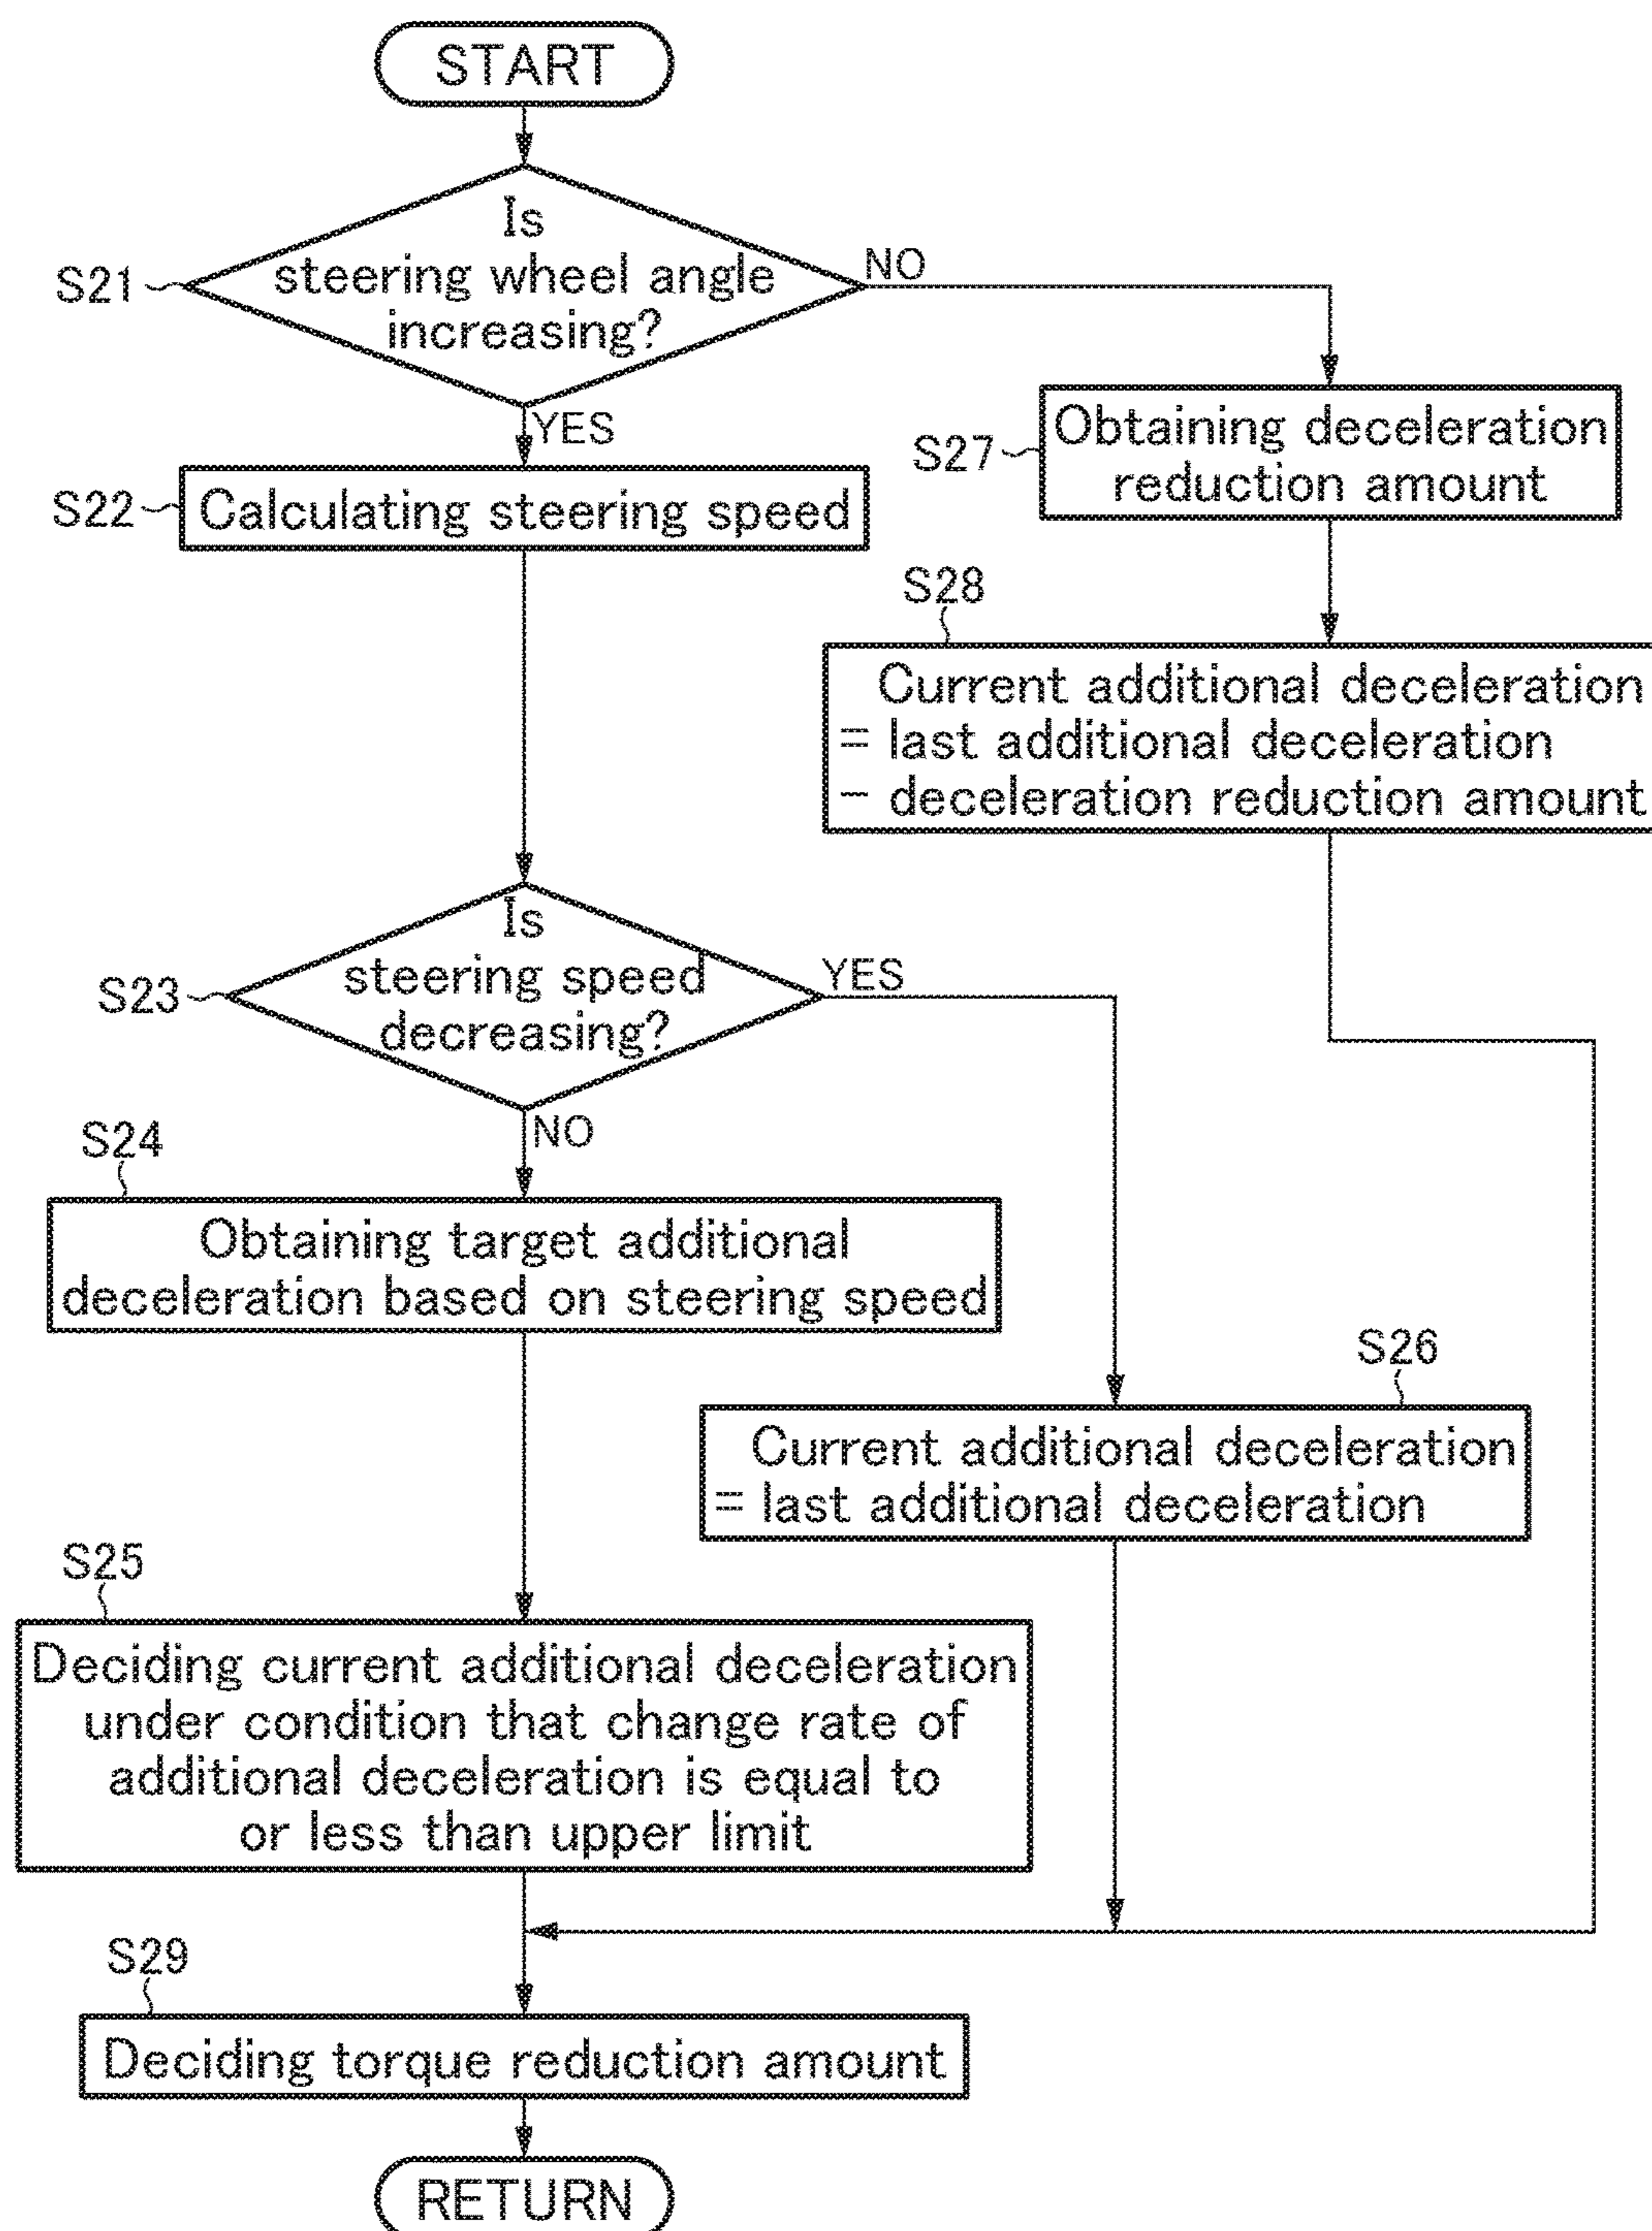 START
Is
steering wheel angle
increasing?
S21
NO
YES
S27
Obtaining deceleration
reduction amount
S22
Calculating steering speed
S28
Current additional deceleration
= last additional deceleration
- deceleration reduction amount
Is
steering speed
decreasing?
S23
YES
NO
S24
Obtaining target additional
deceleration based on steering speed
S26
Current additional deceleration
= last additional deceleration
S25
Deciding current additional deceleration
under condition that change rate of
additional deceleration is equal to
or less than upper limit
S29
Deciding torque reduction amount
RETURN